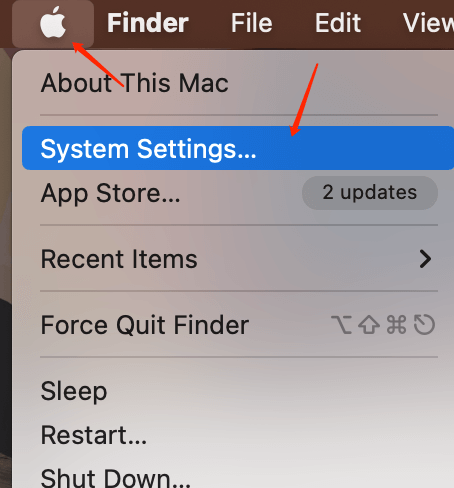 Finder File Edit View
About This Mac
System Settings...
App Store... 2 updates
Recent Items
Force Quit Finder ⌥⇧⌘⎋
Sleep
Restart...
Shut Down...